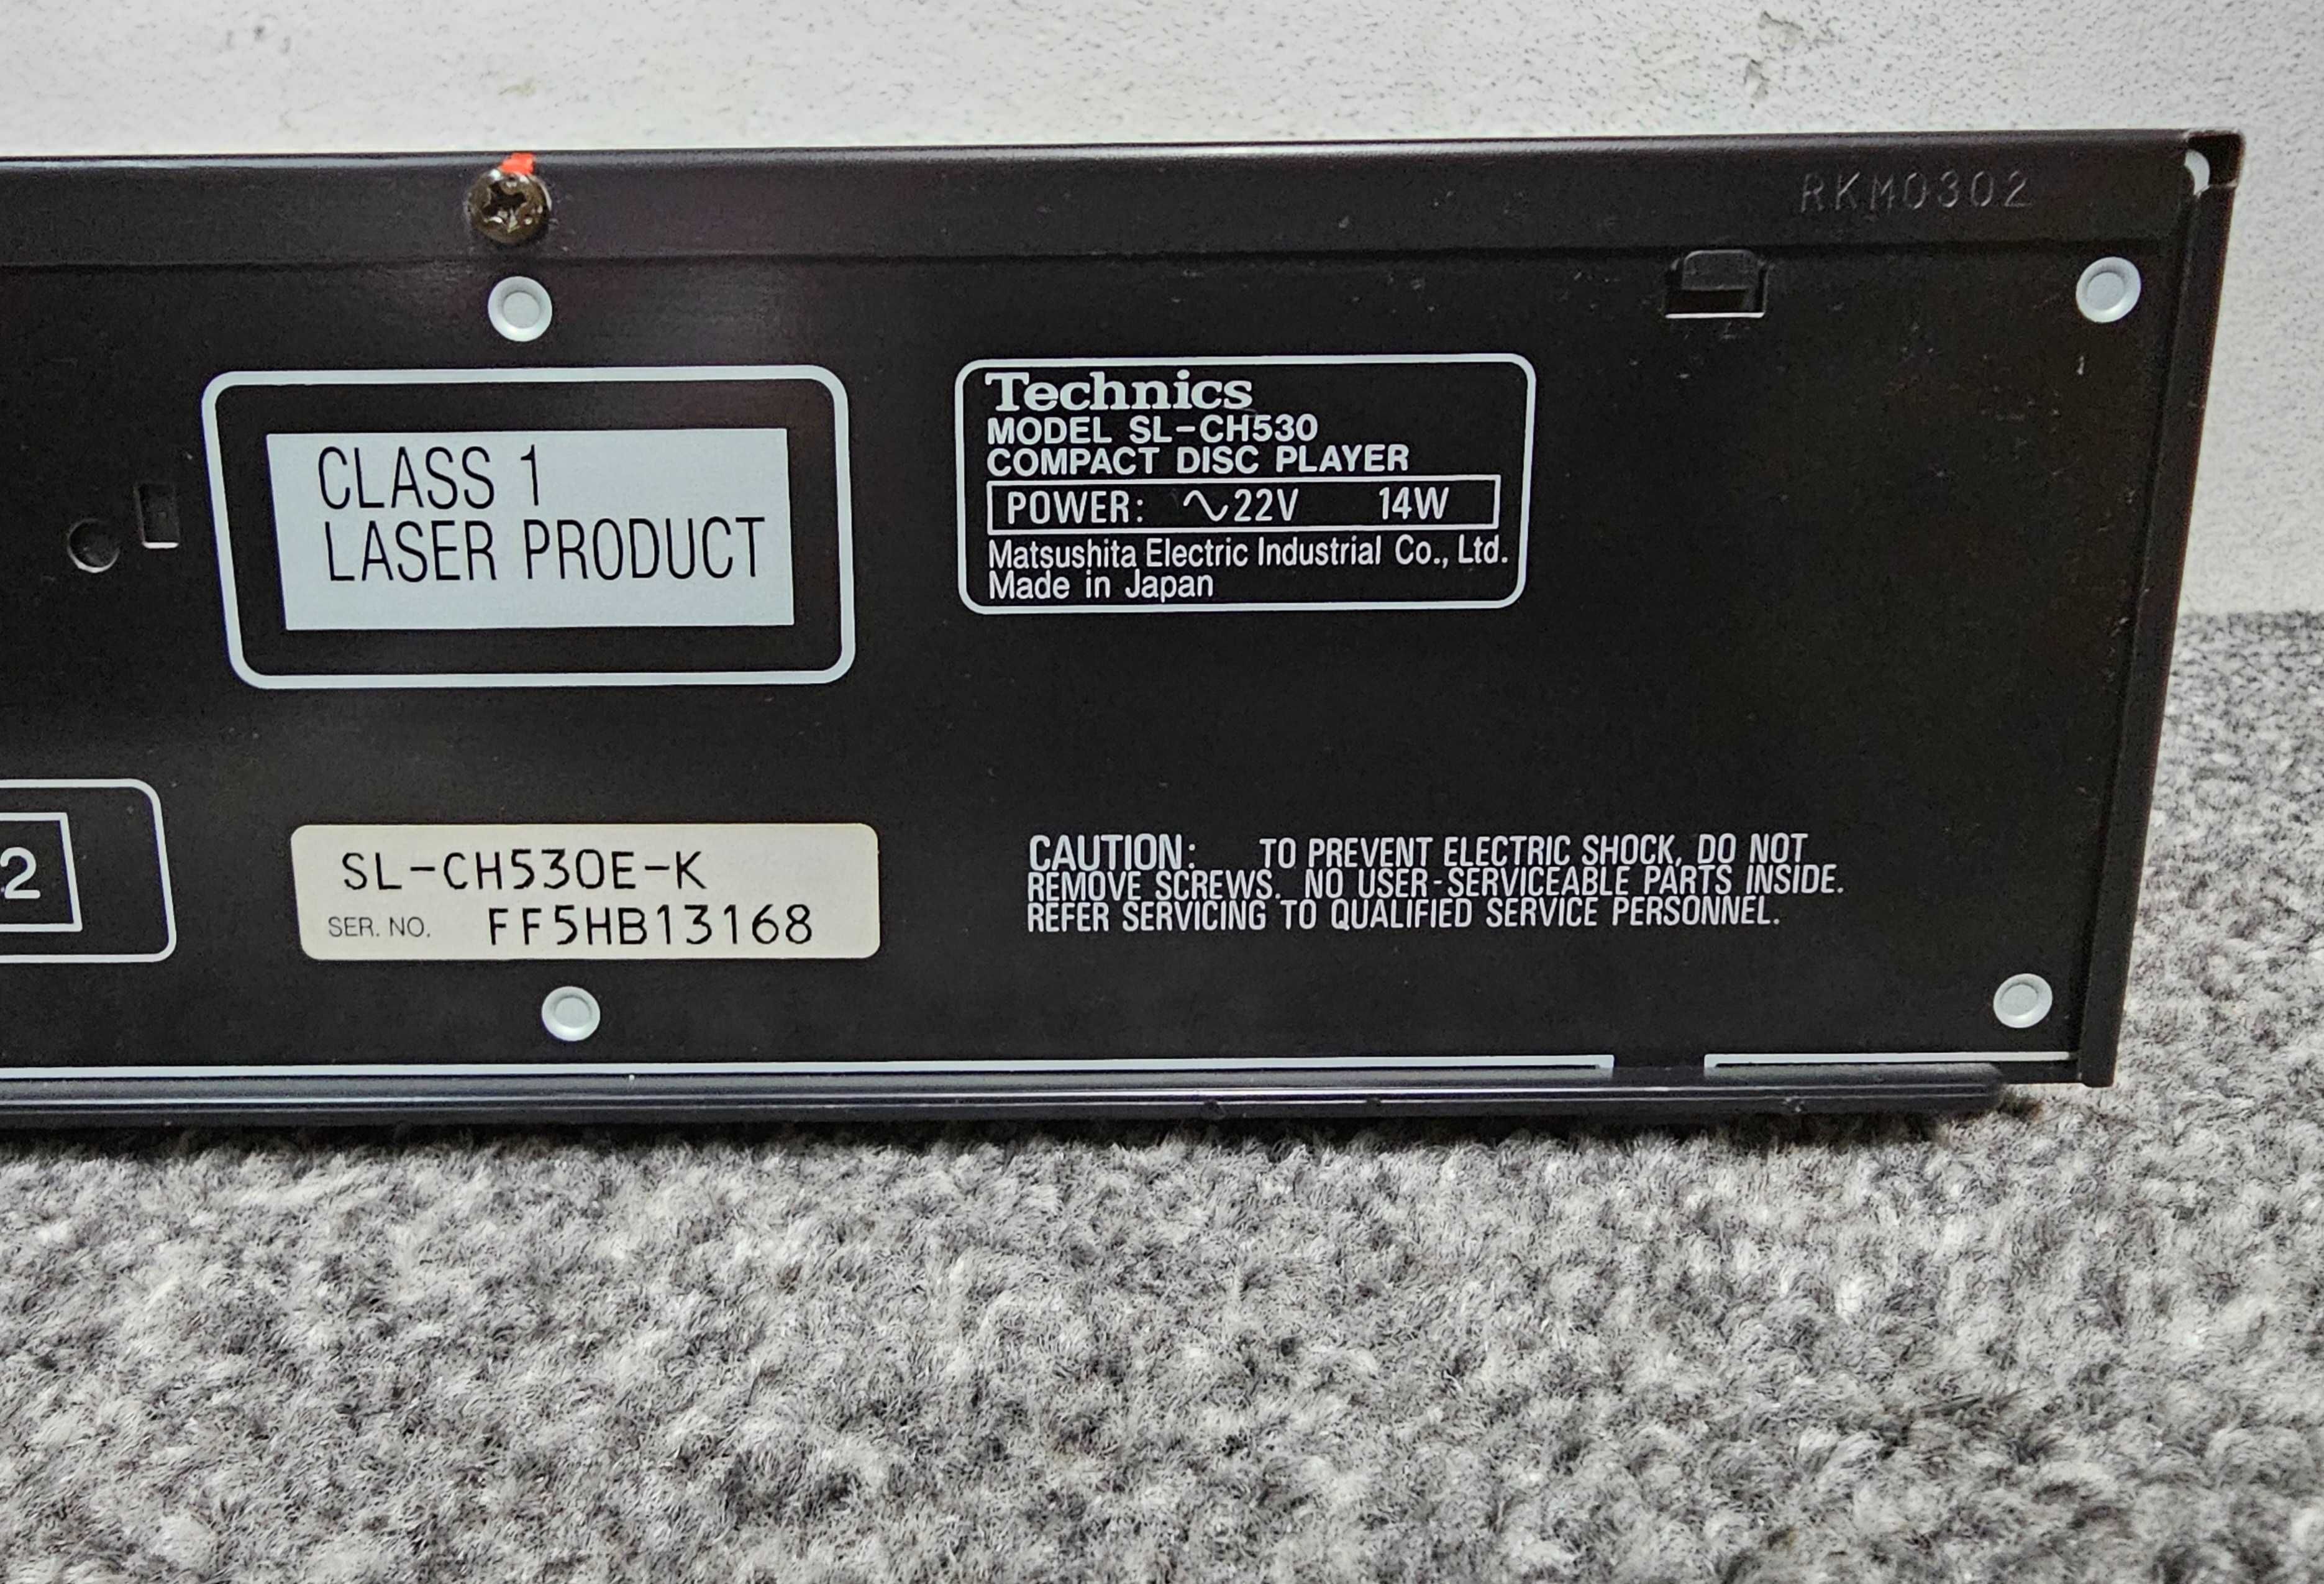 RKM0302
CLASS 1
LASER PRODUCT
Technics
MODEL SL-CH530
COMPACT DISC PLAYER
POWER: ∿22V 14W
Matsushita Electric Industrial Co., Ltd.
Made in Japan
2
SL-CH530E-K
SER. NO. FF5HB13168
CAUTION: TO PREVENT ELECTRIC SHOCK, DO NOT
REMOVE SCREWS. NO USER-SERVICEABLE PARTS INSIDE.
REFER SERVICING TO QUALIFIED SERVICE PERSONNEL.